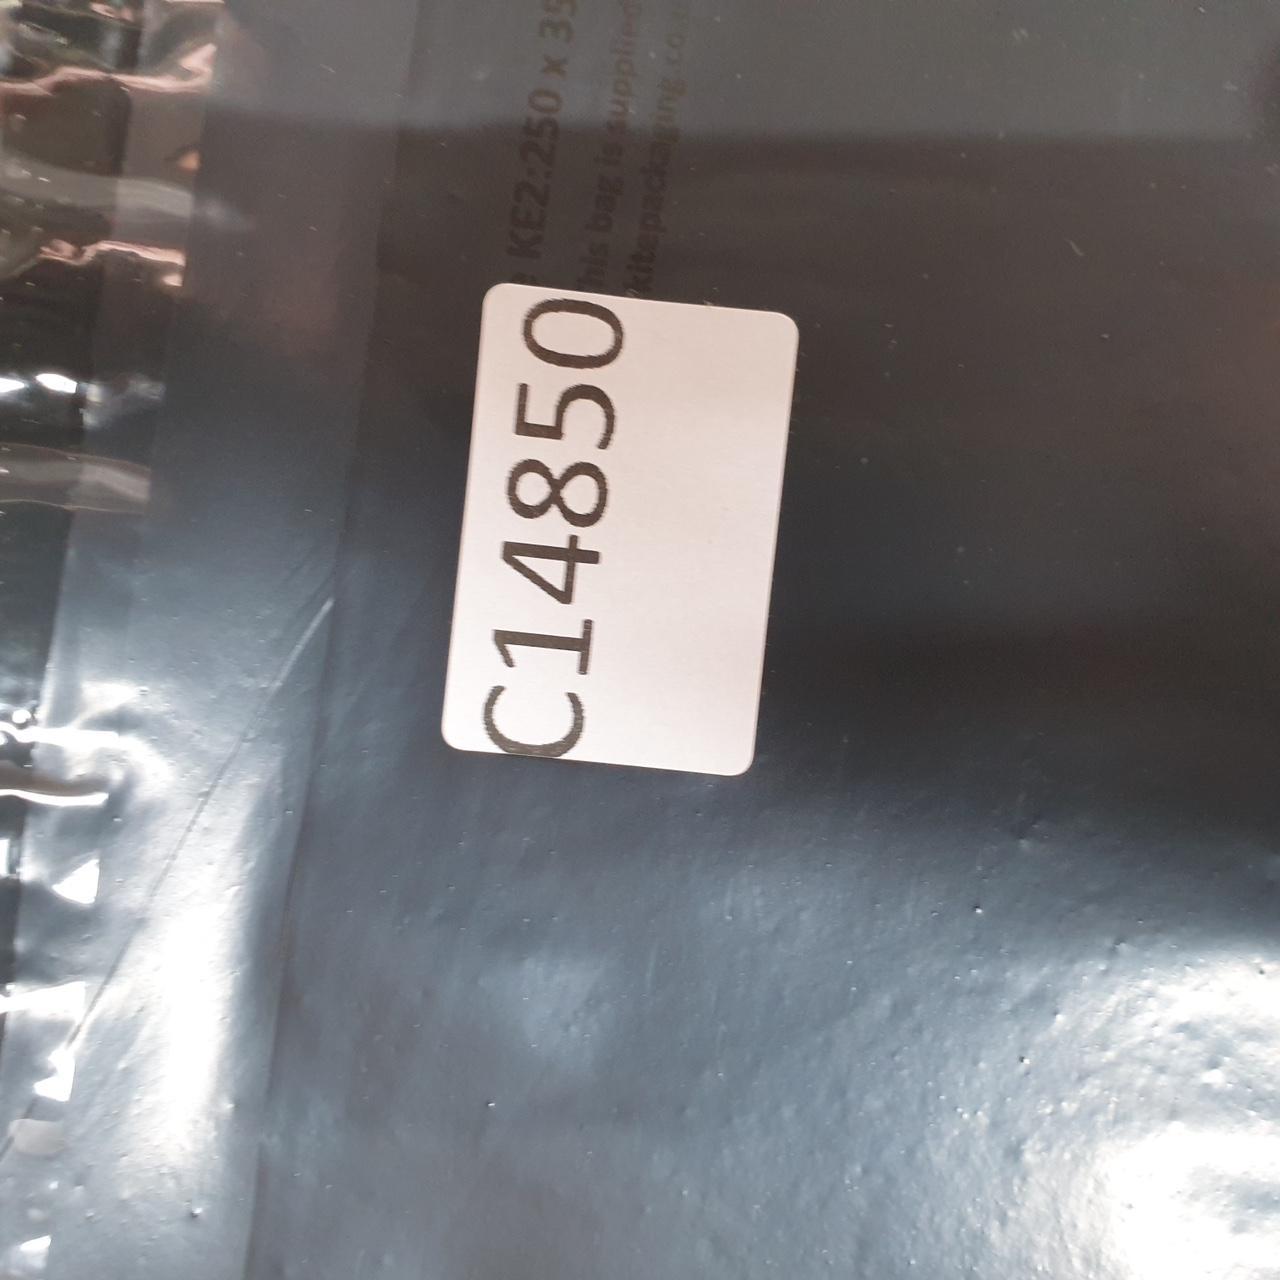 KE2:250 x 35
This bag is supplied
kitepackaging.co.u
C14850